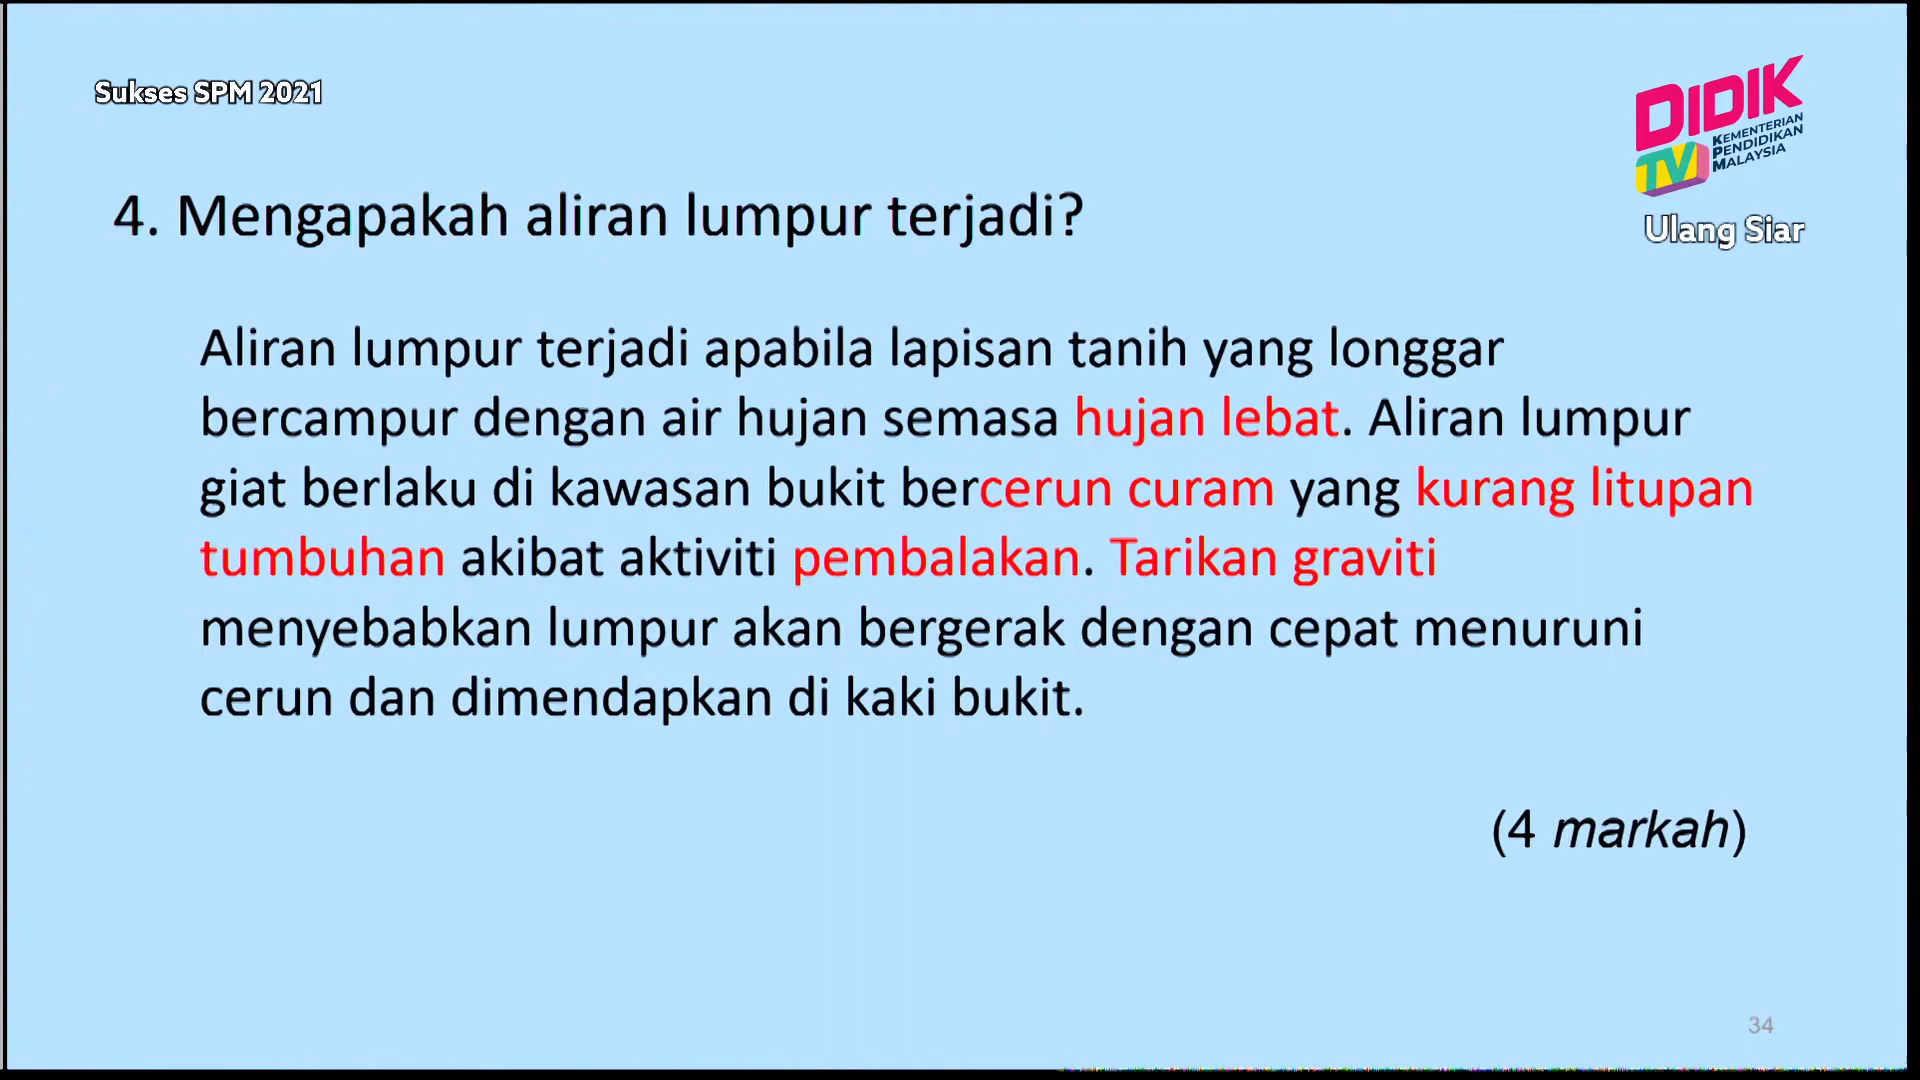 Sukses SPM 2021
DIDIK
TV
KEMENTERIAN
PENDIDIKAN
MALAYSIA
Ulang Siar
4. Mengapakah aliran lumpur terjadi?
Aliran lumpur terjadi apabila lapisan tanih yang longgar
bercampur dengan air hujan semasa hujan lebat. Aliran lumpur
giat berlaku di kawasan bukit bercerun curam yang kurang litupan
tumbuhan akibat aktiviti pembalakan. Tarikan graviti
menyebabkan lumpur akan bergerak dengan cepat menuruni
cerun dan dimendapkan di kaki bukit.
(4 markah)
34